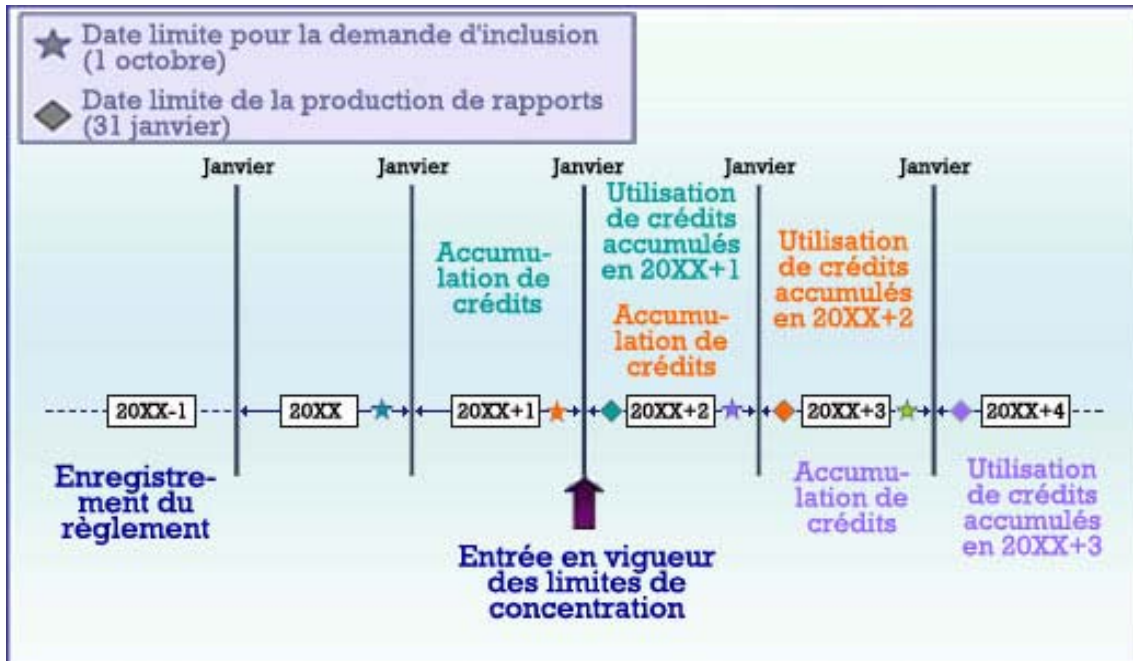 Date limite pour la demande d'inclusion
(1 octobre)
Date limite de la production de rapports
(31 janvier)
Janvier
Janvier
Janvier
Janvier
Janvier
Accumu-
lation de
crédits
Utilisation
de crédits
accumulés
en 20XX+1
Accumu-
lation de
crédits
Utilisation
de crédits
accumulés
en 20XX+2
20XX-1
20XX
20XX+1
20XX+2
20XX+3
20XX+4
Enregistre-
ment du
règlement
Entrée en vigueur
des limites de
concentration
Accumu-
lation de
crédits
Utilisation
de crédits
accumulés
en 20XX+3